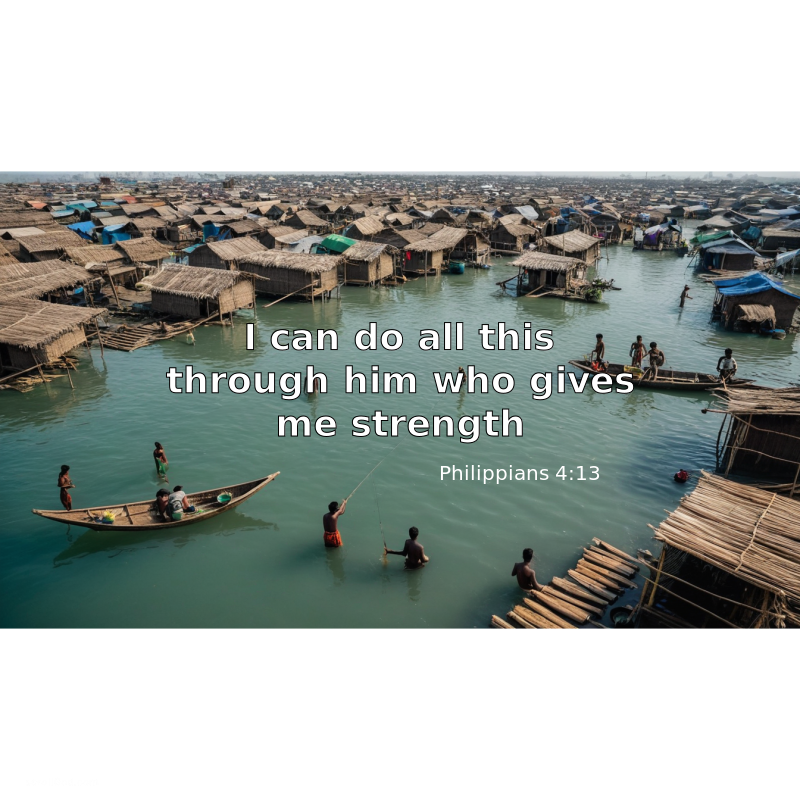 I can do all this
through him who gives
me strength
Philippians 4:13